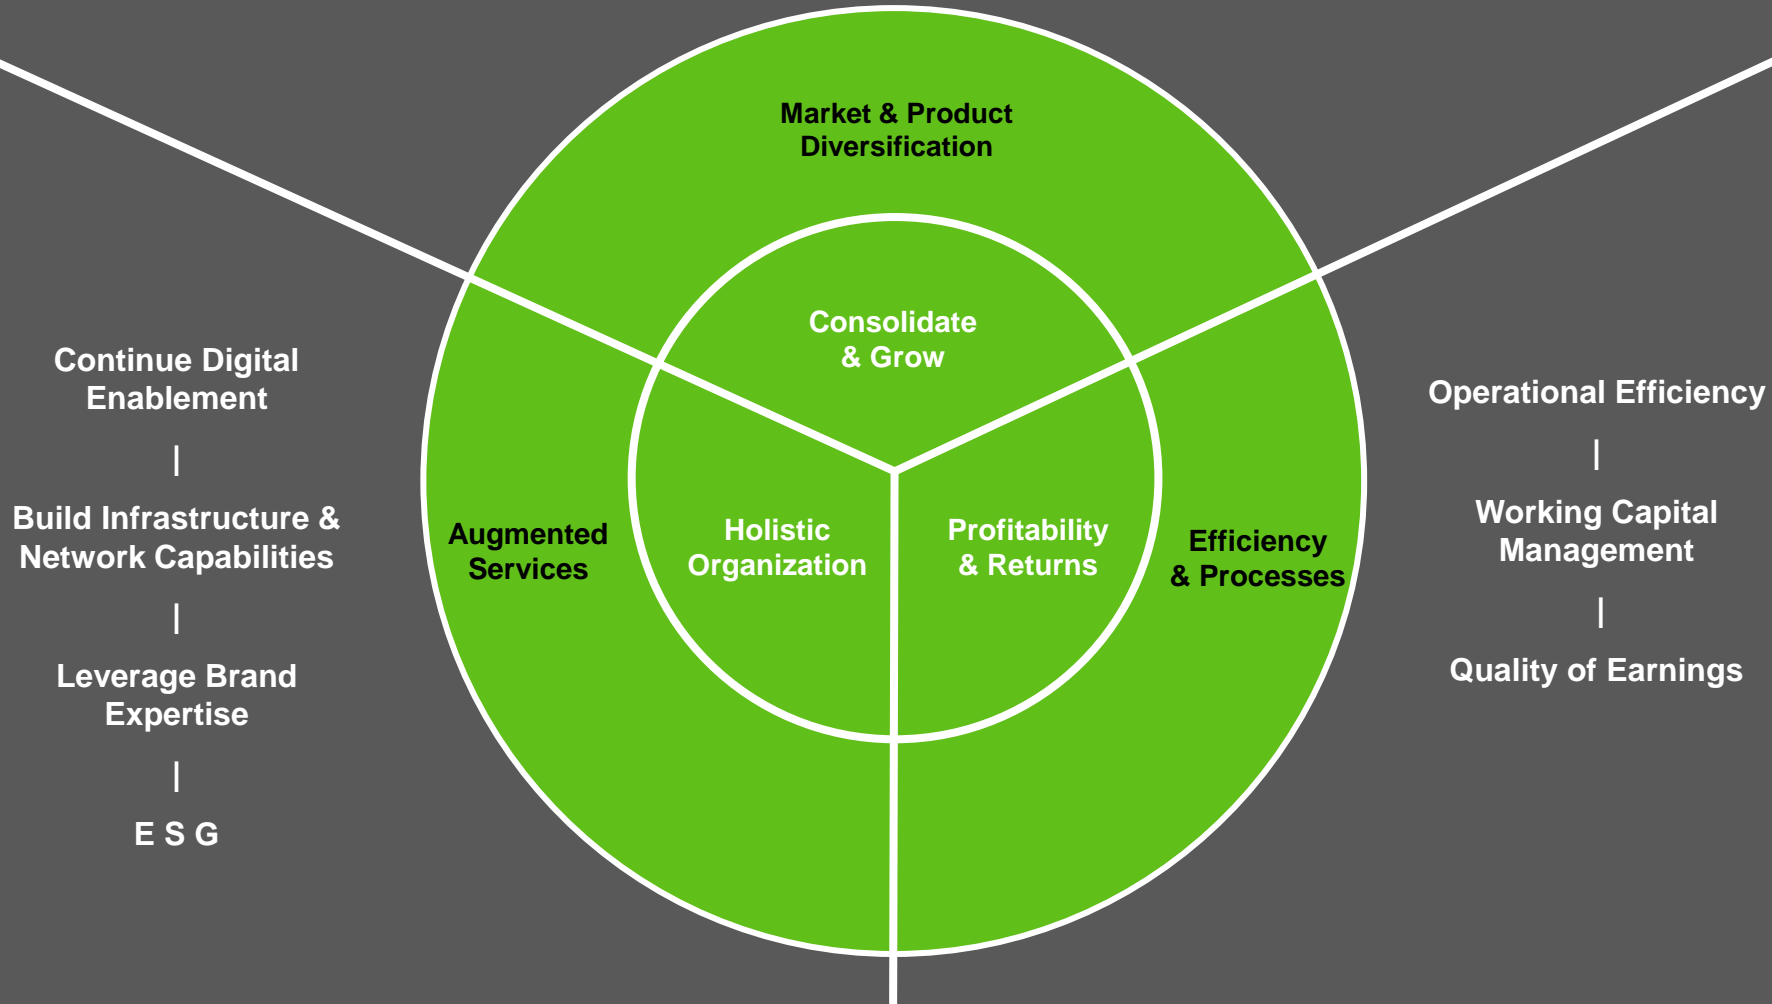 Market & Product
Diversification
Consolidate
& Grow
Continue Digital
Enablement
|
Build Infrastructure &
Network Capabilities
|
Leverage Brand
Expertise
|
E S G
Augmented
Services
Holistic
Organization
Profitability
& Returns
Efficiency
& Processes
Operational Efficiency
|
Working Capital
Management
|
Quality of Earnings